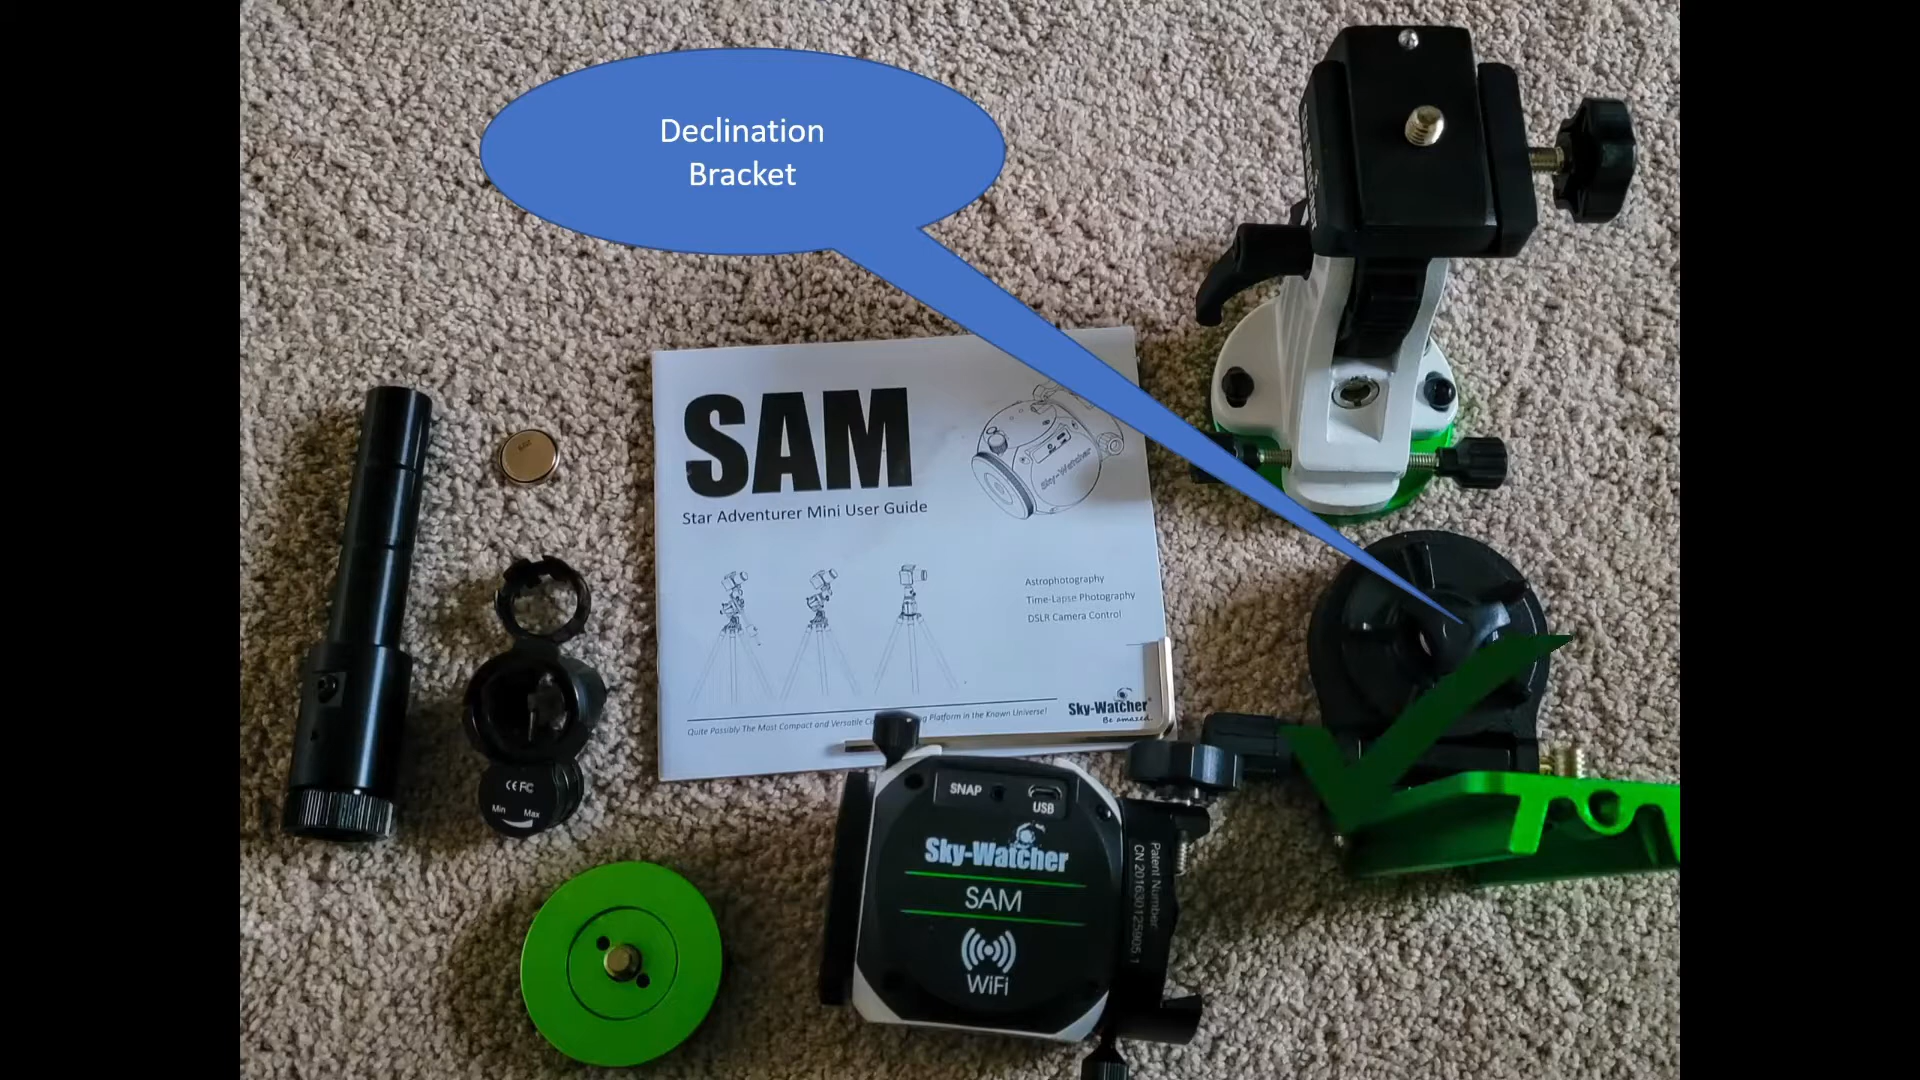 Declination
Bracket
SAM
Star Adventurer Mini User Guide
Sky-Watcher
Astrophotography
Time-Lapse Photography
DSLR Camera Control
Sky-Watcher
Be amazed.
Quite Possibly The Most Compact and Versatile Platform in the Known Universe!
CE FC
Min Max
SNAP
USB
Sky-Watcher
SAM
WiFi
Patent Number